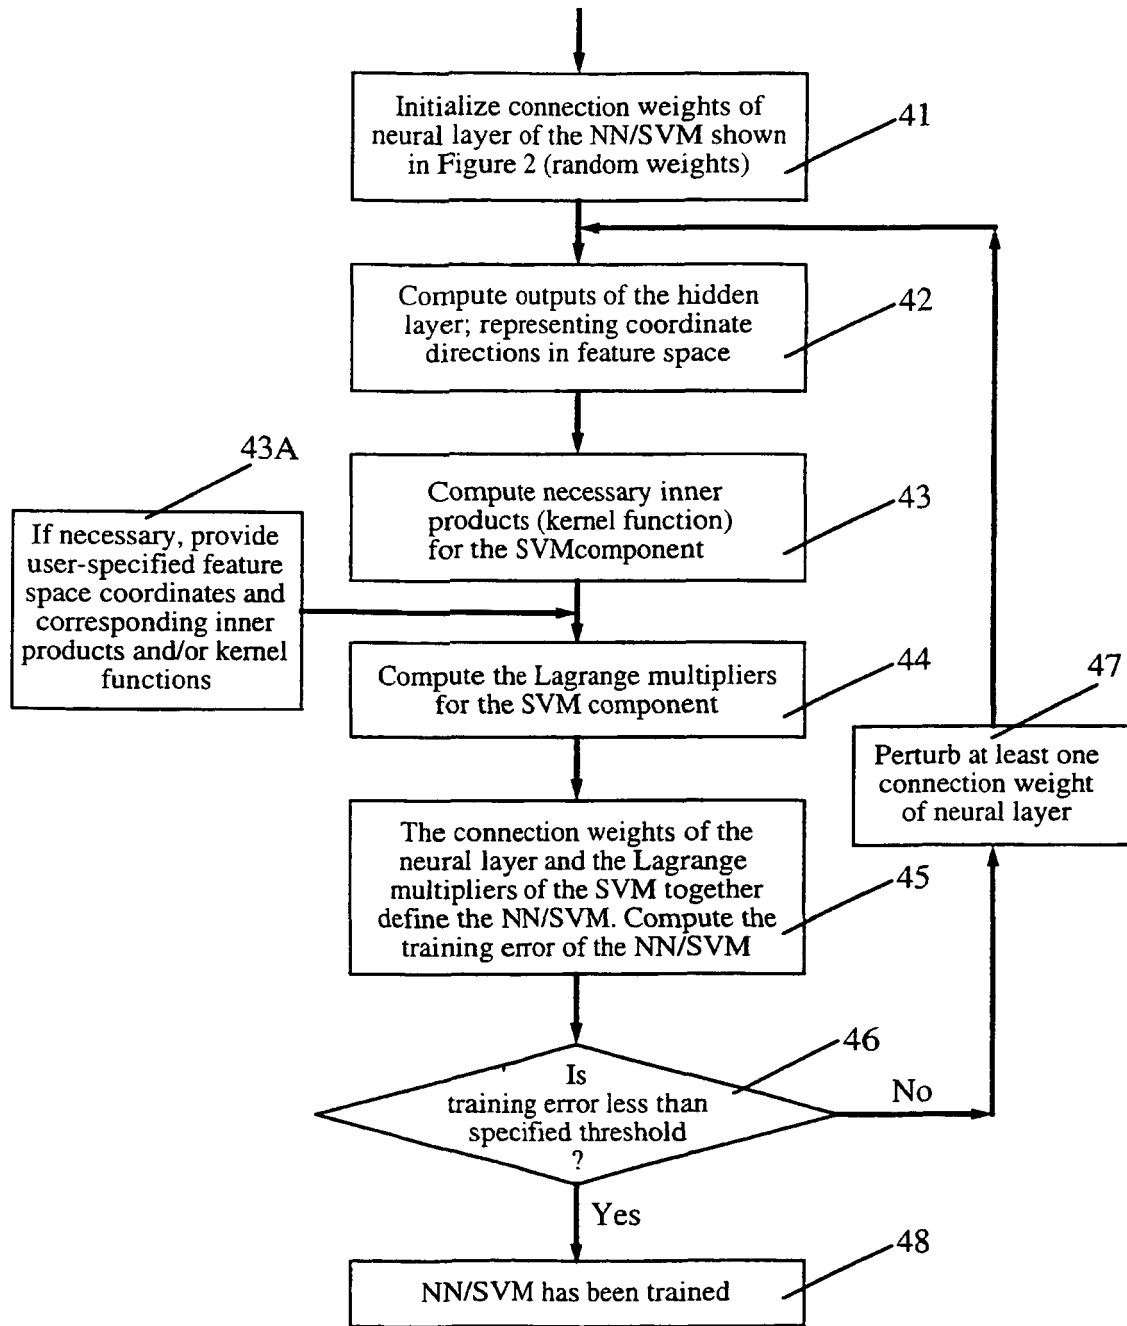 Initialize connection weights of
neural layer of the NN/SVM shown
in Figure 2 (random weights)
41
Compute outputs of the hidden
layer; representing coordinate
directions in feature space
42
43A
If necessary, provide
user-specified feature
space coordinates and
corresponding inner
products and/or kernel
functions
Compute necessary inner
products (kernel function)
for the SVMcomponent
43
Compute the Lagrange multipliers
for the SVM component
44
47
Perturb at least one
connection weight
of neural layer
The connection weights of the
neural layer and the Lagrange
multipliers of the SVM together
define the NN/SVM. Compute the
training error of the NN/SVM
45
46
Is
training error less than
specified threshold
?
No
Yes
48
NN/SVM has been trained